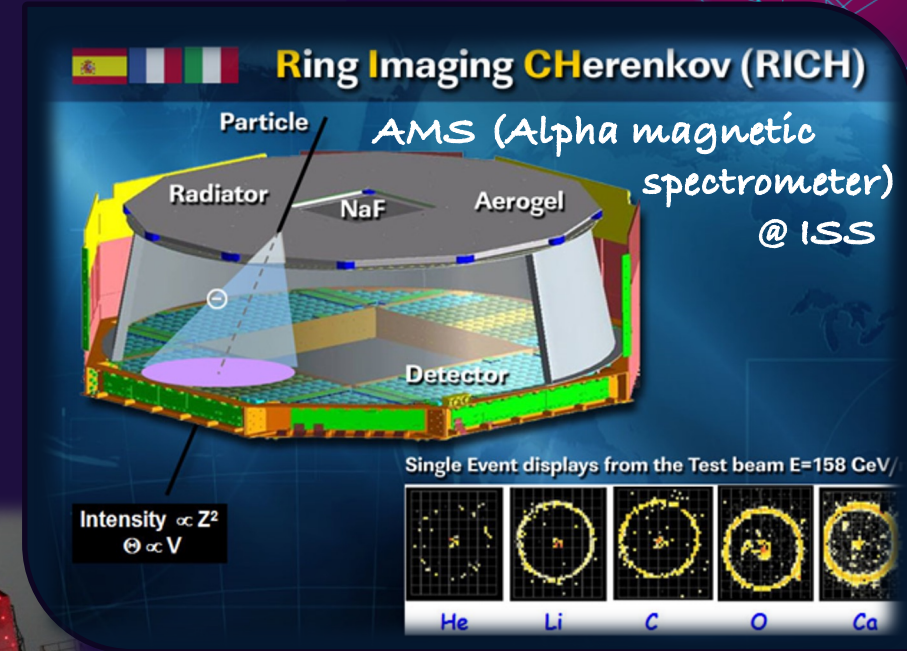 Ring Imaging CHerenkov (RICH)
AMS (Alpha magnetic
spectrometer)
@ ISS
Particle
Radiator
NaF
Aerogel
Θ
Detector
Intensity ∝ Z²
Θ ∝ V
Single Event displays from the Test beam E=158 GeV/
He Li C O Ca